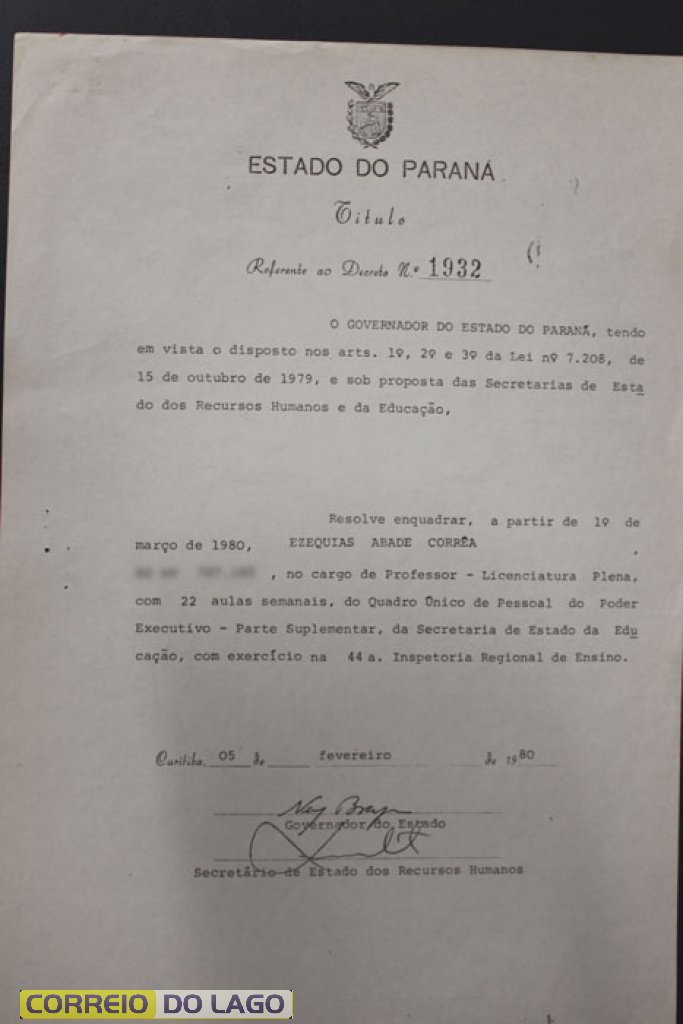 ESTADO DO PARANÁ
Título
Referente ao Decreto N.º 1932
O GOVERNADOR DO ESTADO DO PARANÁ, tendo
em vista o disposto nos arts. 1º, 2º e 3º da Lei nº 7.208, de
15 de outubro de 1979, e sob proposta das Secretarias de Esta
do dos Recursos Humanos e da Educação,
Resolve enquadrar, a partir de 1º de
março de 1980, EZEQUIAS ABADE CORRÊA ,
, no cargo de Professor - Licenciatura Plena,
com 22 aulas semanais, do Quadro Único de Pessoal do Poder
Executivo - Parte Suplementar, da Secretaria de Estado da Edu
cação, com exercício na 44a. Inspetoria Regional de Ensino.
Curitiba, 05 de fevereiro de 1980
Ney Braga
Governador do Estado
Secretário de Estado dos Recursos Humanos
CORREIO DO LAGO